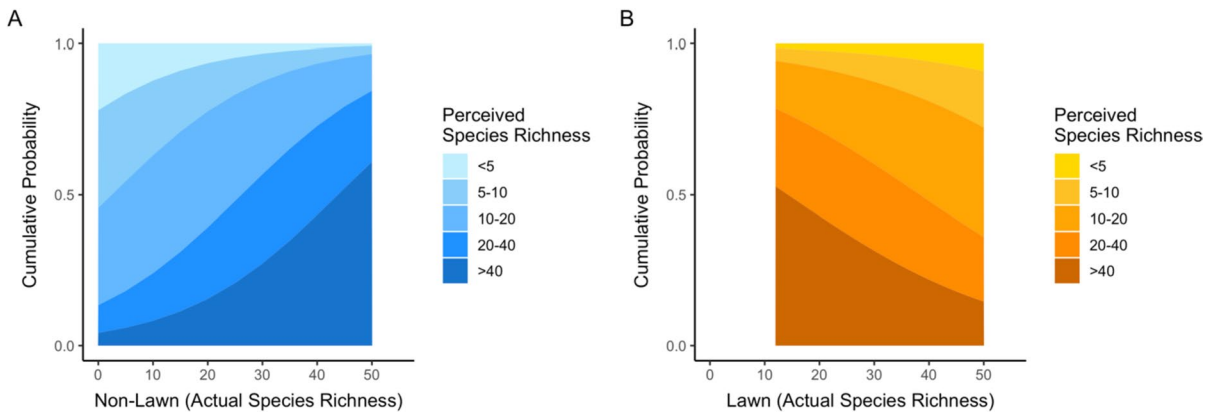 A
Cumulative Probability
1.0
0.5
0.0
0 10 20 30 40 50
Non-Lawn (Actual Species Richness)
Perceived
Species Richness
<5
5-10
10-20
20-40
>40
B
Cumulative Probability
1.0
0.5
0.0
0 10 20 30 40 50
Lawn (Actual Species Richness)
Perceived
Species Richness
<5
5-10
10-20
20-40
>40